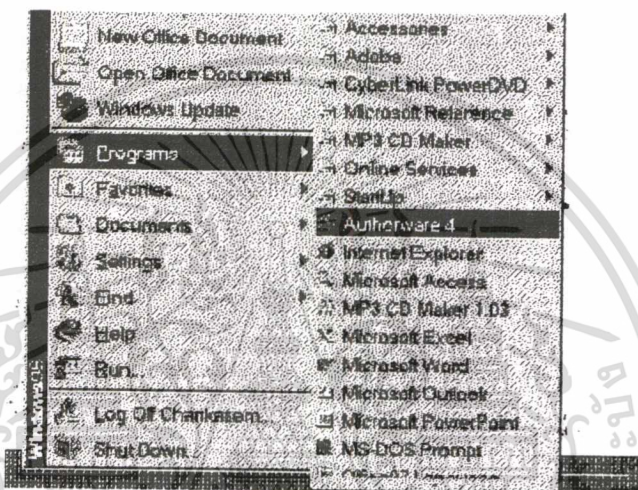 New Office Document
Open Office Document
Windows Update
Programs
Favorites
Documents
Settings
Find
Help
Run...
Log Off Chankasem...
Shut Down...
Accessories
Adobe
CyberLink PowerDVD
Microsoft Reference
MP3 CD Maker
Online Services
StartUp
Authorware 4
Internet Explorer
Microsoft Access
MP3 CD Maker 1.03
Microsoft Excel
Microsoft Word
Microsoft Outlook
Microsoft PowerPoint
MS-DOS Prompt